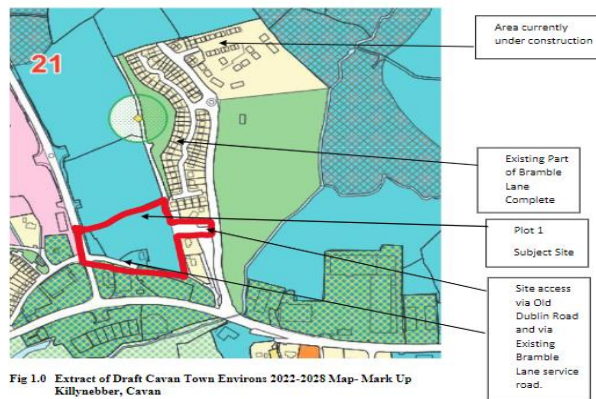 21
Area currently
under construction
Existing Part
of Bramble
Lane
Complete
Plot 1
Subject Site
Site access
via Old
Dublin Road
and via
Existing
Bramble
Lane service
road.
Fig 1.0 Extract of Draft Cavan Town Environs 2022-2028 Map- Mark Up
Killynebber, Cavan